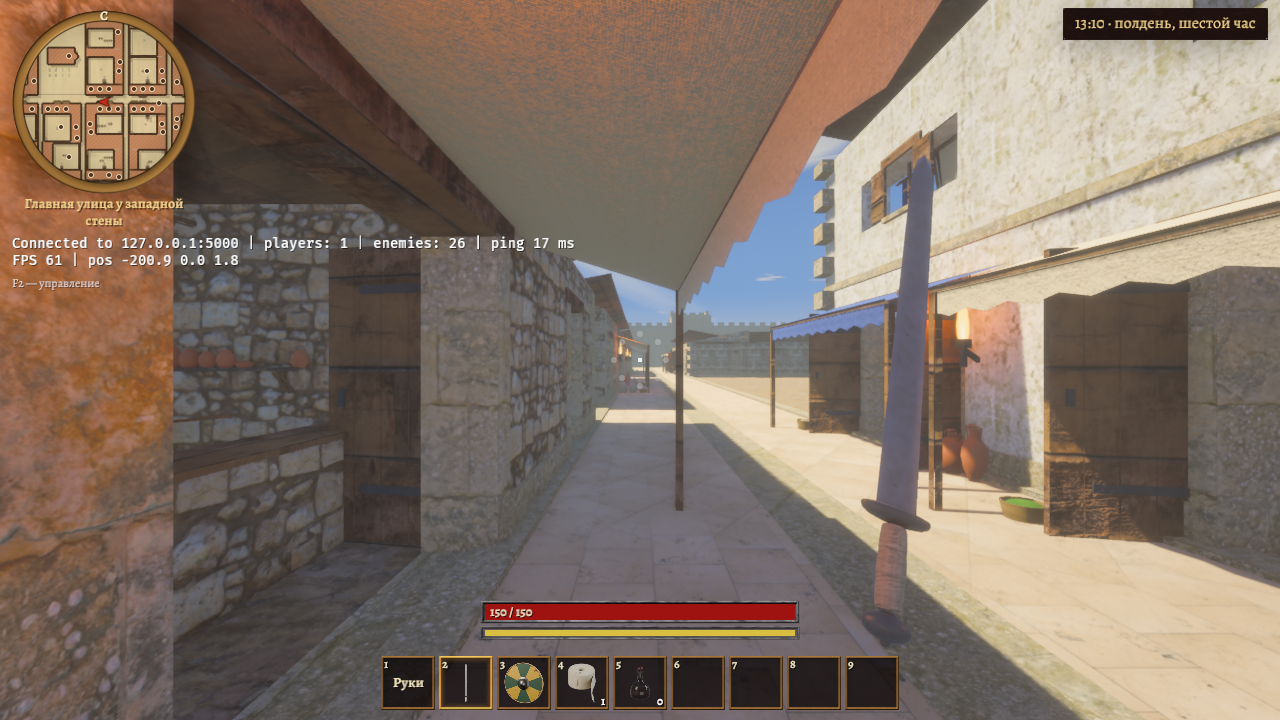 С
13:10 · полдень, шестой час
Главная улица у западной
стены
Connected to 127.0.0.1:5000 | players: 1 | enemies: 26 | ping 17 ms
FPS 61 | pos -200.9 0.0 1.8
F2 — управление
150 / 150
1 2 3 4 5 6 7 8 9
Руки
1 0